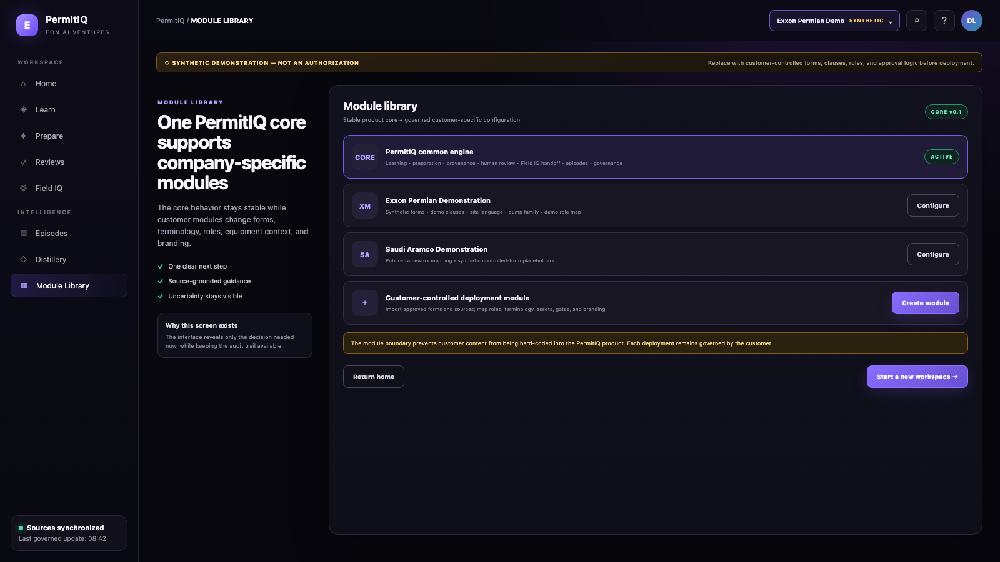 E
PermitIQ
EON AI VENTURES
WORKSPACE
Home
Learn
Prepare
Reviews
Field IQ
INTELLIGENCE
Episodes
Distillery
Module Library
Sources synchronized
Last governed update: 08:42
PermitIQ / MODULE LIBRARY
Exxon Permian Demo SYNTHETIC
?
DL
◇ SYNTHETIC DEMONSTRATION — NOT AN AUTHORIZATION
Replace with customer-controlled forms, clauses, roles, and approval logic before deployment.
MODULE LIBRARY
One PermitIQ core
supports
company-specific
modules
The core behavior stays stable while
customer modules change forms,
terminology, roles, equipment context, and
branding.
✓ One clear next step
✓ Source-grounded guidance
✓ Uncertainty stays visible
Why this screen exists
The interface reveals only the decision needed
now, while keeping the audit trail available.
Module library
Stable product core + governed customer-specific configuration
CORE v0.1
CORE
PermitIQ common engine
Learning • preparation • provenance • human review • Field IQ handoff • episodes • governance
ACTIVE
XM
Exxon Permian Demonstration
Synthetic forms • demo clauses • site language • pump family • demo role map
Configure
SA
Saudi Aramco Demonstration
Public-framework mapping • synthetic controlled-form placeholders
Configure
+
Customer-controlled deployment module
Import approved forms and sources; map roles, terminology, assets, gates, and branding
Create module
The module boundary prevents customer content from being hard-coded into the PermitIQ product. Each deployment remains governed by the customer.
Return home
Start a new workspace →